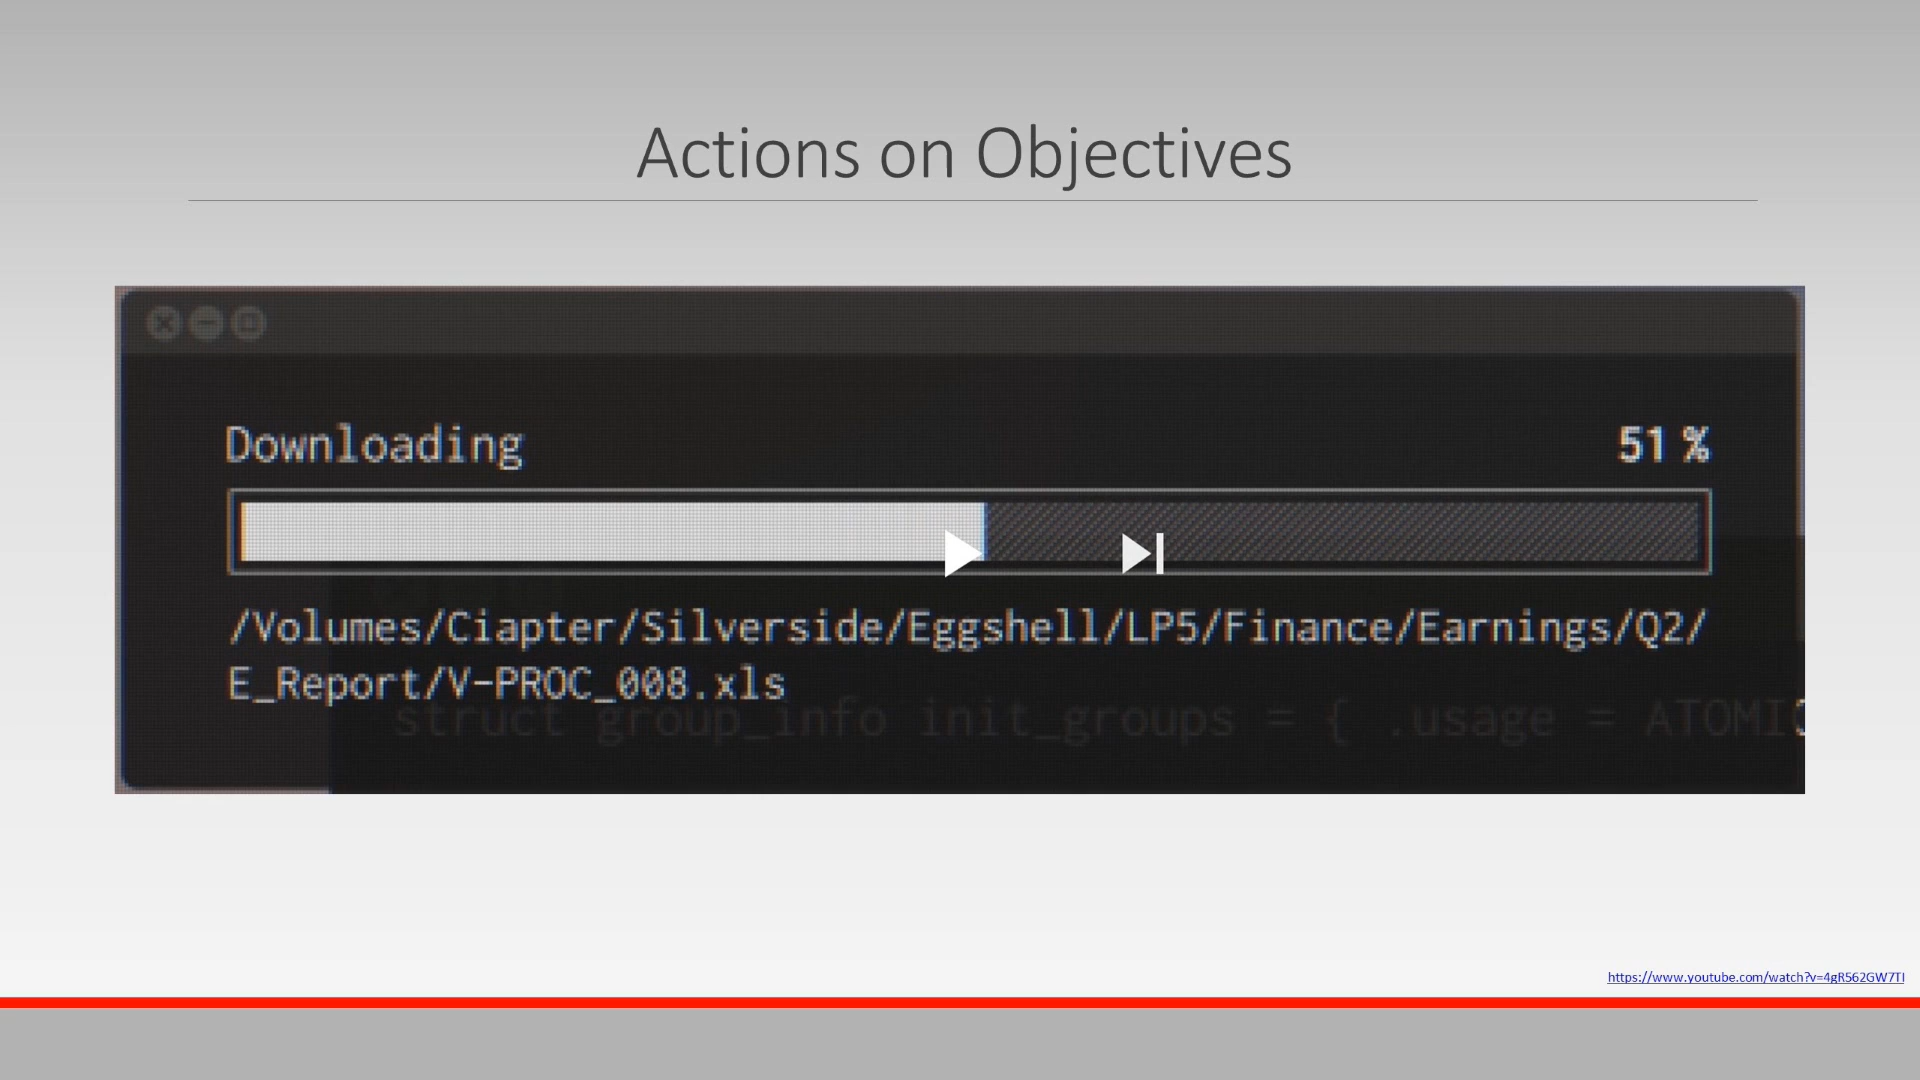 Actions on Objectives
Downloading 51 %
/Volumes/Ciapter/Silverside/Eggshell/LP5/Finance/Earnings/Q2/
E_Report/V-PROC_008.xls
struct group_info init_groups = { .usage = ATOMIC
https://www.youtube.com/watch?v=4gR562GW7TI